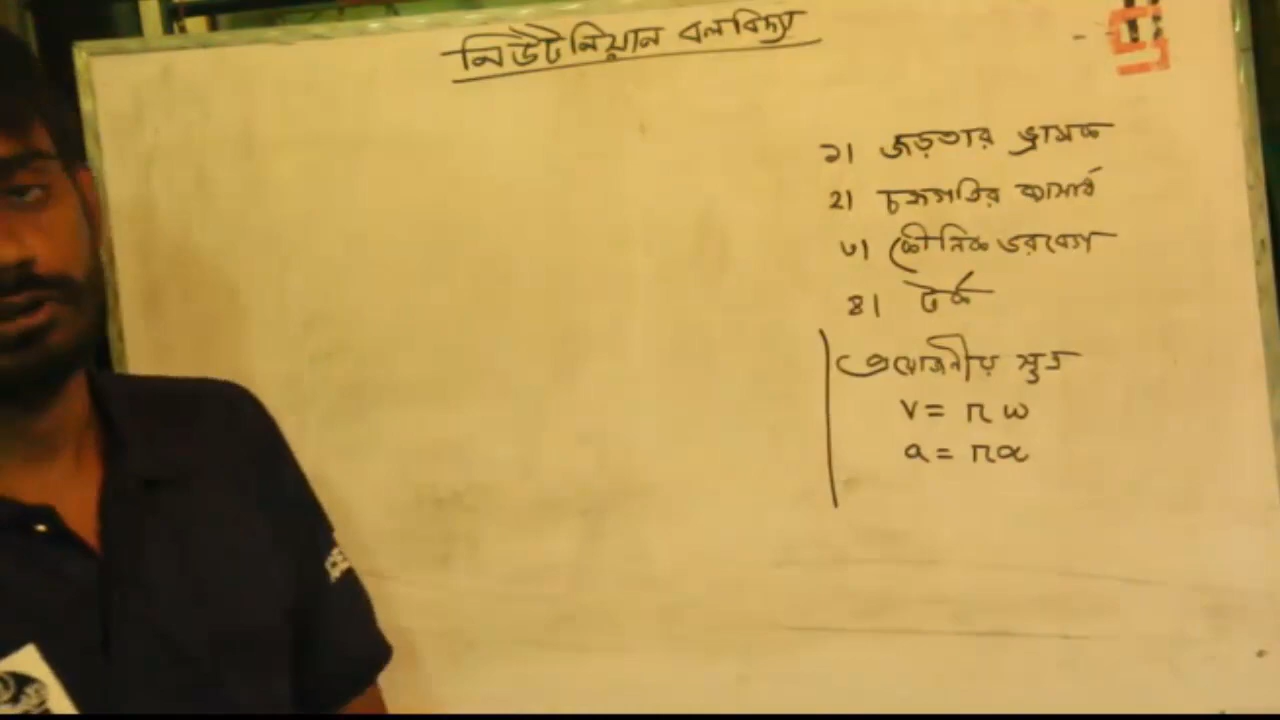 নিউটনিয়ান বলবিদ্যা
১। জড়তার ভ্রামক
২। চক্রগতির ব্যাসার্ধ
৩। কৌনিক ভরবেগ
৪। টর্ক
প্রয়োজনীয় সূত্র
v = rω
a = rα